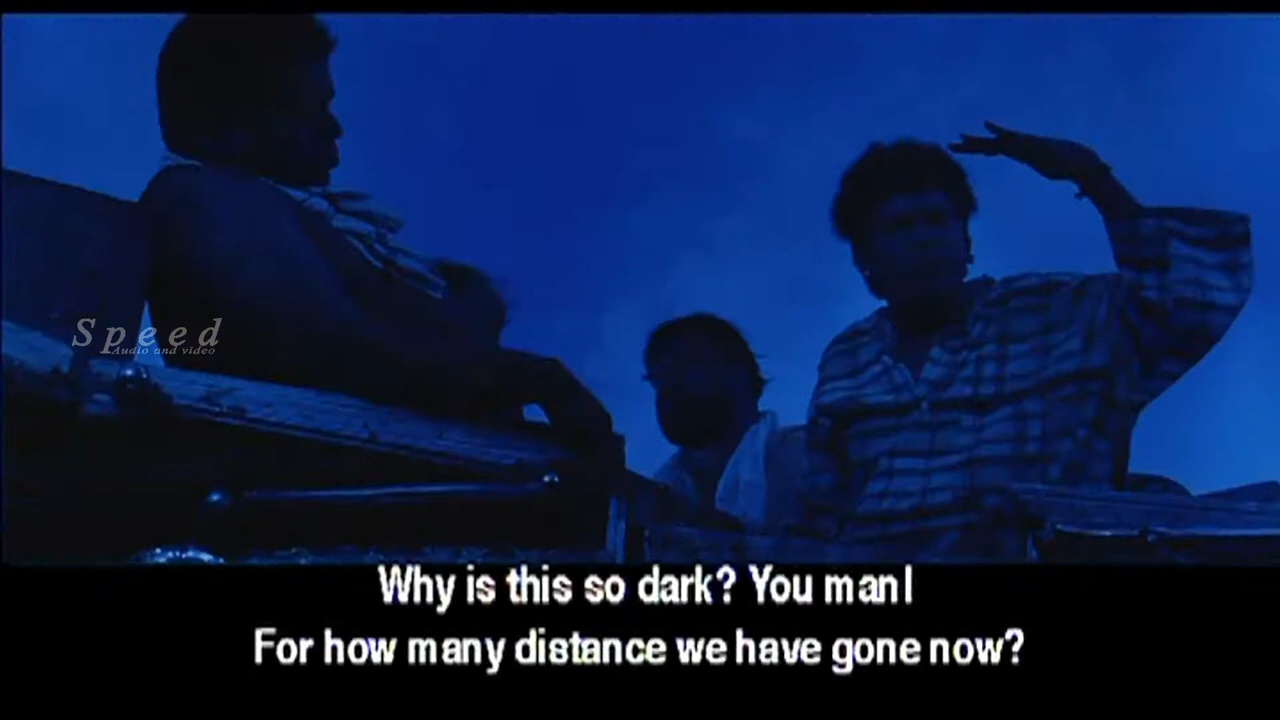 Speed
Audio and video
Why is this so dark? You man!
For how many distance we have gone now?